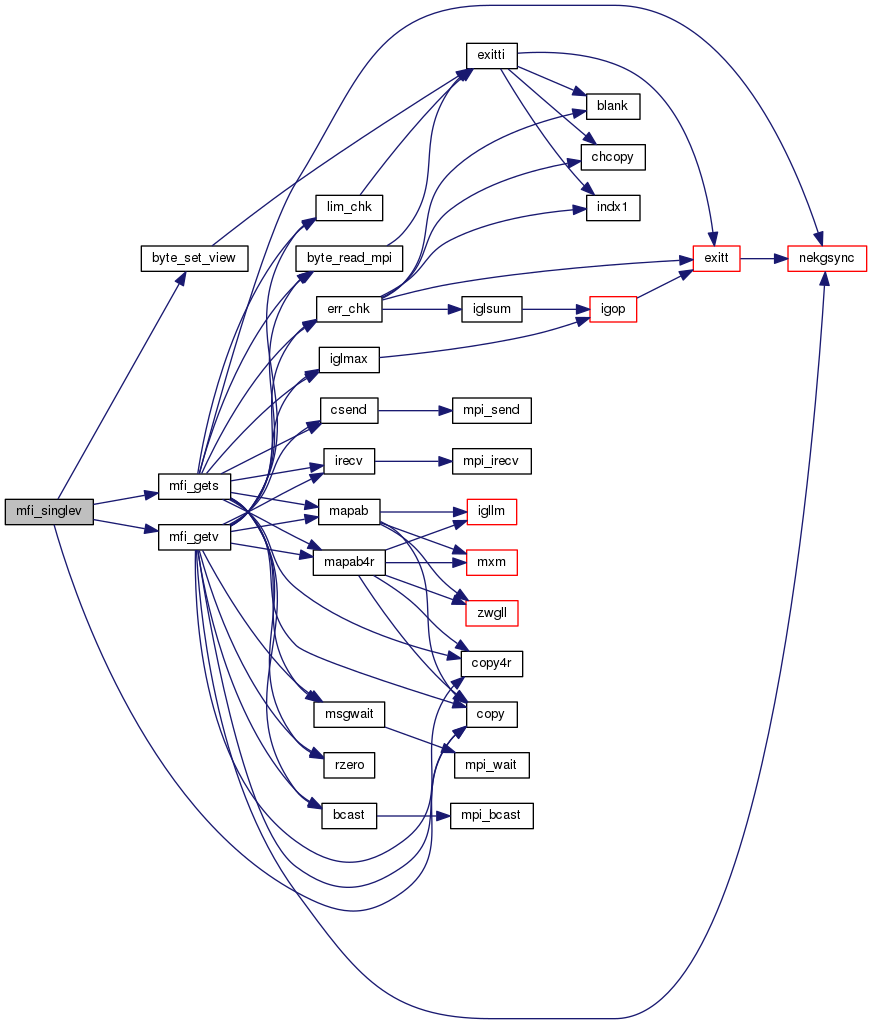 exitti
blank
chcopy
lim_chk
indx1
byte_set_view
byte_read_mpi
exitt
nekgsync
err_chk
iglsum
igop
iglmax
csend
mpi_send
irecv
mpi_irecv
mfi_gets
mfi_singlev
mapab
igllm
mfi_getv
mapab4r
mxm
zwgll
copy4r
msgwait
copy
rzero
mpi_wait
bcast
mpi_bcast